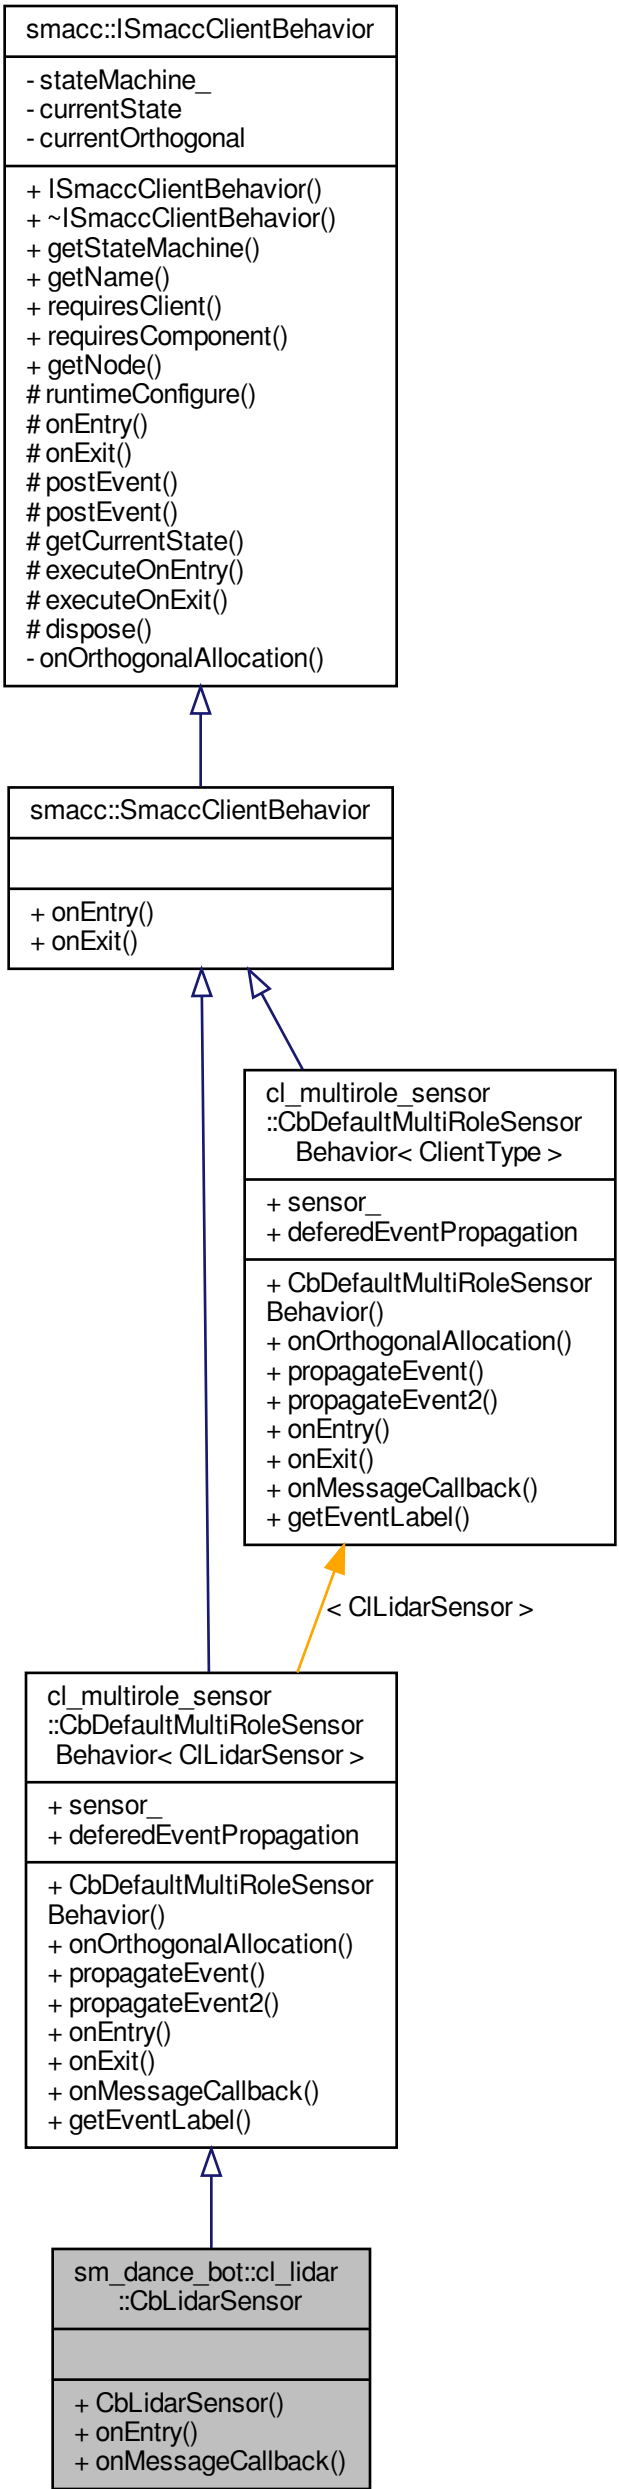 smacc::ISmaccClientBehavior
- stateMachine_
- currentState
- currentOrthogonal
+ ISmaccClientBehavior()
+ ~ISmaccClientBehavior()
+ getStateMachine()
+ getName()
+ requiresClient()
+ requiresComponent()
+ getNode()
# runtimeConfigure()
# onEntry()
# onExit()
# postEvent()
# postEvent()
# getCurrentState()
# executeOnEntry()
# executeOnExit()
# dispose()
- onOrthogonalAllocation()
smacc::SmaccClientBehavior
+ onEntry()
+ onExit()
cl_multirole_sensor
::CbDefaultMultiRoleSensor
Behavior< ClientType >
+ sensor_
+ deferedEventPropagation
+ CbDefaultMultiRoleSensor
Behavior()
+ onOrthogonalAllocation()
+ propagateEvent()
+ propagateEvent2()
+ onEntry()
+ onExit()
+ onMessageCallback()
+ getEventLabel()
< ClLidarSensor >
cl_multirole_sensor
::CbDefaultMultiRoleSensor
Behavior< ClLidarSensor >
+ sensor_
+ deferedEventPropagation
+ CbDefaultMultiRoleSensor
Behavior()
+ onOrthogonalAllocation()
+ propagateEvent()
+ propagateEvent2()
+ onEntry()
+ onExit()
+ onMessageCallback()
+ getEventLabel()
sm_dance_bot::cl_lidar
::CbLidarSensor
+ CbLidarSensor()
+ onEntry()
+ onMessageCallback()